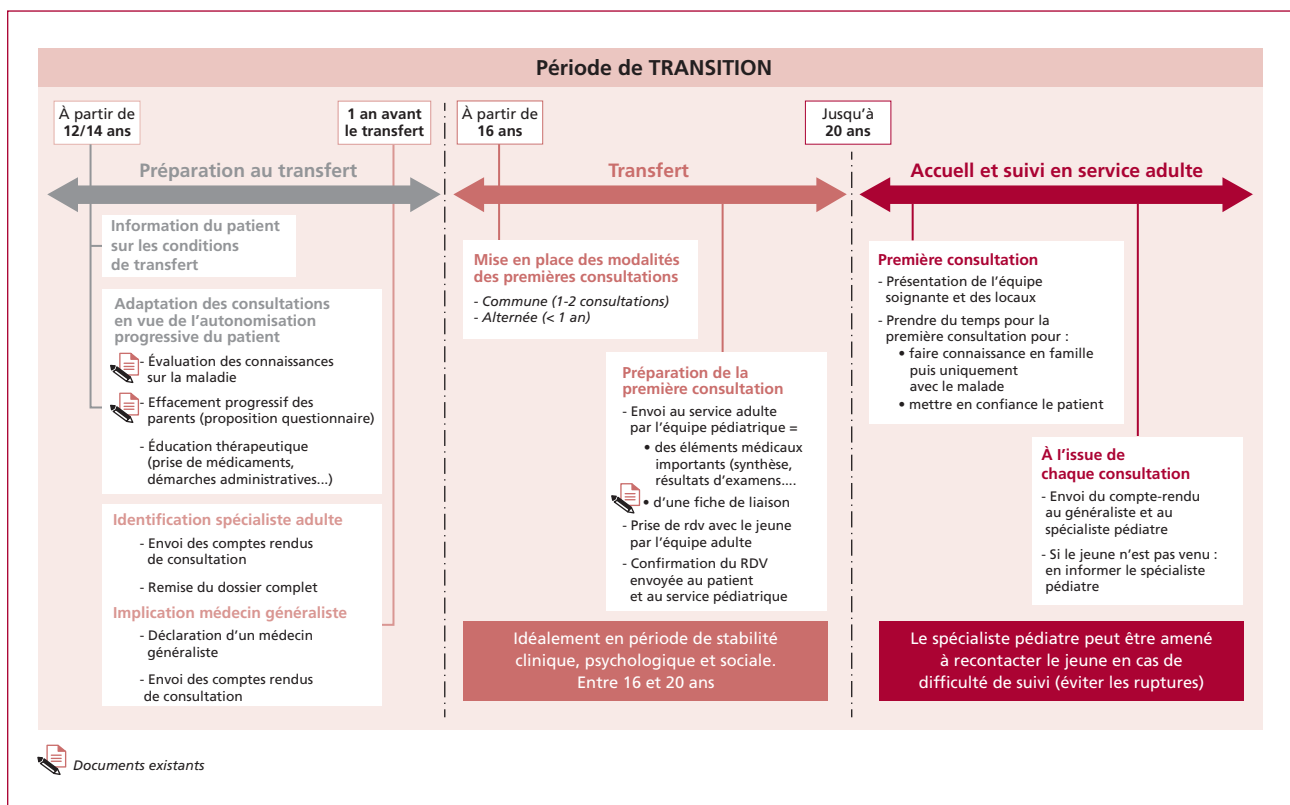 Période de TRANSITION
À partir de
12/14 ans
1 an avant
le transfert
À partir de
16 ans
Jusqu'à
20 ans
Préparation au transfert
Information du patient
sur les conditions
de transfert
Adaptation des consultations
en vue de l'autonomisation
progressive du patient
- Évaluation des connaissances
sur la maladie
- Effacement progressif des
parents (proposition questionnaire)
- Éducation thérapeutique
(prise de médicaments,
démarches administratives...)
Identification spécialiste adulte
- Envoi des comptes rendus
de consultation
- Remise du dossier complet
Implication médecin généraliste
- Déclaration d'un médecin
généraliste
- Envoi des comptes rendus
de consultation
Transfert
Mise en place des modalités
des premières consultations
- Commune (1-2 consultations)
- Alternée (< 1 an)
Préparation de la
première consultation
- Envoi au service adulte
par l'équipe pédiatrique =
• des éléments médicaux
importants (synthèse,
résultats d'examens....
• d'une fiche de liaison
- Prise de rdv avec le jeune
par l'équipe adulte
- Confirmation du RDV
envoyée au patient
et au service pédiatrique
Idéalement en période de stabilité
clinique, psychologique et sociale.
Entre 16 et 20 ans
Accuell et suivi en service adulte
Première consultation
- Présentation de l'équipe
soignante et des locaux
- Prendre du temps pour la
première consultation pour :
• faire connaissance en famille
puis uniquement
avec le malade
• mettre en confiance le patient
À l'issue de
chaque consultation
- Envoi du compte-rendu
au généraliste et au
spécialiste pédiatre
- Si le jeune n'est pas venu :
en informer le spécialiste
pédiatre
Le spécialiste pédiatre peut être amené
à recontacter le jeune en cas de
difficulté de suivi (éviter les ruptures)
Documents existants